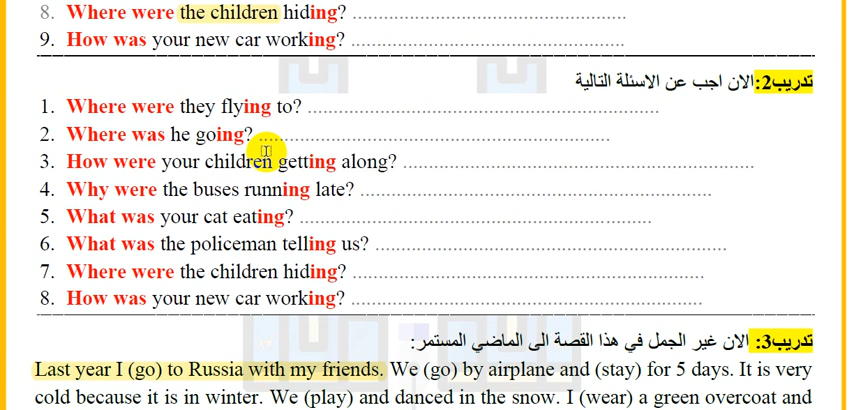 8. Where were the children hiding? ................................................................
9. How was your new car working? ................................................................
تدريب2: الان اجب عن الاسئلة التالية
1. Where were they flying to? ................................................................
2. Where was he going? ................................................................
3. How were your children getting along? ................................................................
4. Why were the buses running late? ................................................................
5. What was your cat eating? ................................................................
6. What was the policeman telling us? ................................................................
7. Where were the children hiding? ................................................................
8. How was your new car working? ................................................................
تدريب3: الان غير الجمل في هذا القصة الى الماضي المستمر:
Last year I (go) to Russia with my friends. We (go) by airplane and (stay) for 5 days. It is very
cold because it is in winter. We (play) and danced in the snow. I (wear) a green overcoat and